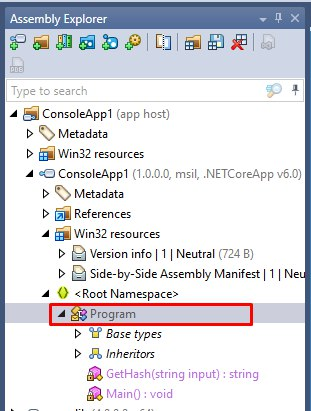 Assembly Explorer
Type to search
ConsoleApp1 (app host)
Metadata
Win32 resources
ConsoleApp1 (1.0.0.0, msil, .NETCoreApp v6.0)
Metadata
References
Win32 resources
Version info | 1 | Neutral (724 B)
Side-by-Side Assembly Manifest | 1 | Neu
<Root Namespace>
Program
Base types
Inheritors
GetHash(string input) : string
Main() : void